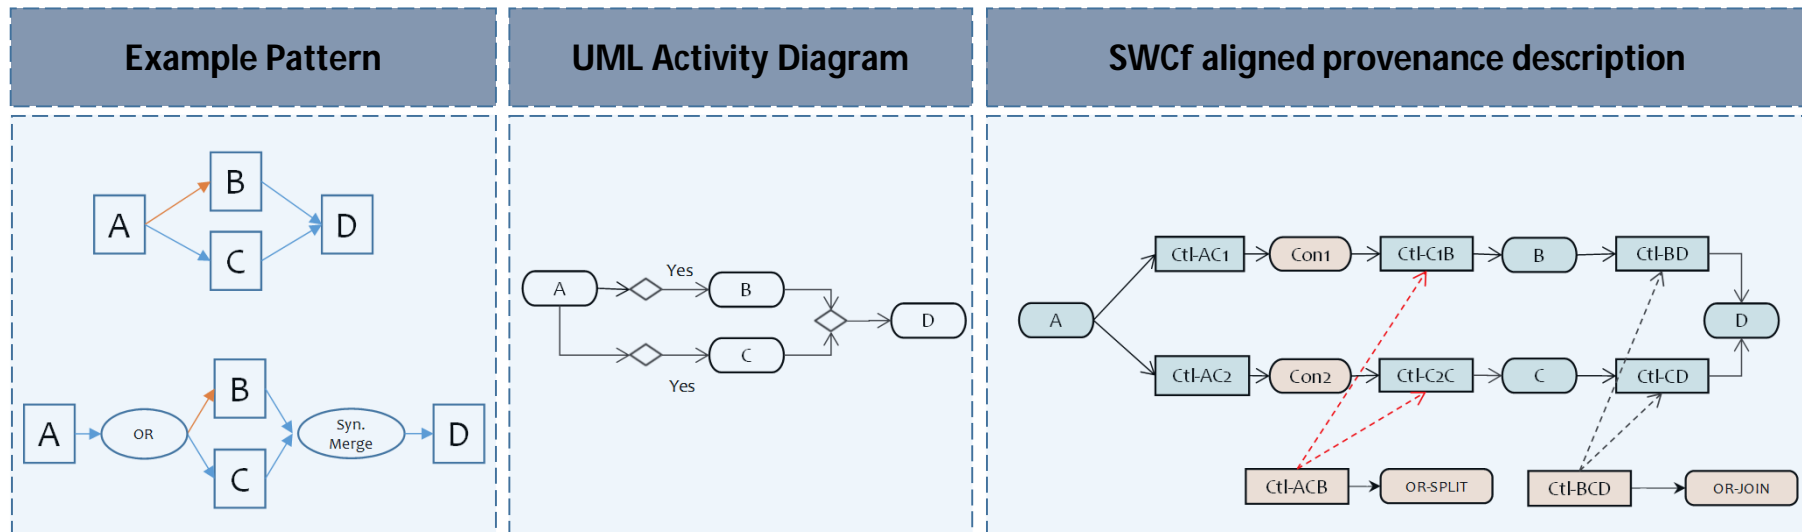 Example Pattern
UML Activity Diagram
SWCf aligned provenance description
A
B
C
D
A
OR
B
C
Syn.
Merge
D
A
Yes
B
C
Yes
D
A
Ctl-AC1
Con1
Ctl-C1B
B
Ctl-BD
D
Ctl-AC2
Con2
Ctl-C2C
C
Ctl-CD
Ctl-ACB
OR-SPLIT
Ctl-BCD
OR-JOIN